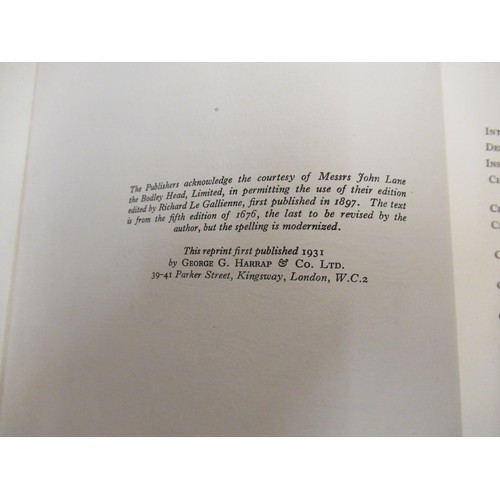 The Publishers acknowledge the courtesy of Messrs John Lane
the Bodley Head, Limited, in permitting the use of their edition
edited by Richard Le Gallienne, first published in 1897. The text
is from the fifth edition of 1676, the last to be revised by the
author, but the spelling is modernized.
This reprint first published 1931
by GEORGE G. HARRAP & CO. LTD.
39-41 Parker Street, Kingsway, London, W.C.2